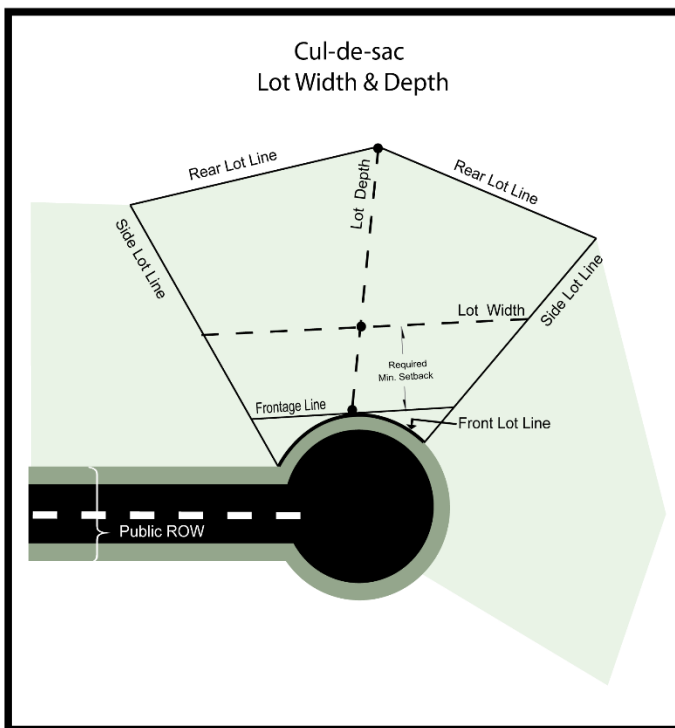 Cul-de-sac
Lot Width & Depth
Rear Lot Line
Rear Lot Line
Lot Depth
Side Lot Line
Side Lot Line
Lot Width
Required
Min. Setback
Frontage Line
Front Lot Line
Public ROW